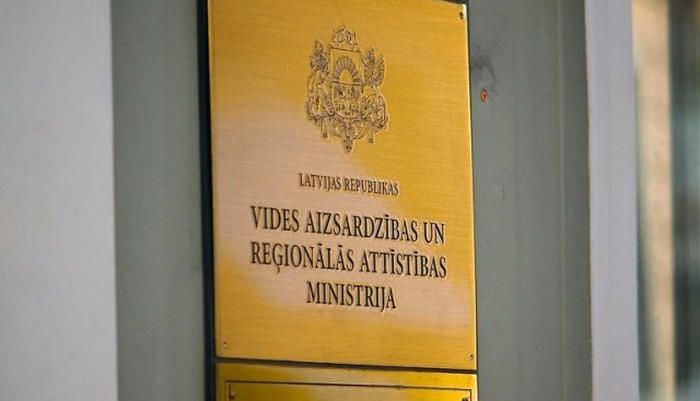 LATVIJAS REPUBLIKAS
VIDES AIZSARDZĪBAS UN
REĢIONĀLĀS ATTĪSTĪBAS
MINISTRIJA